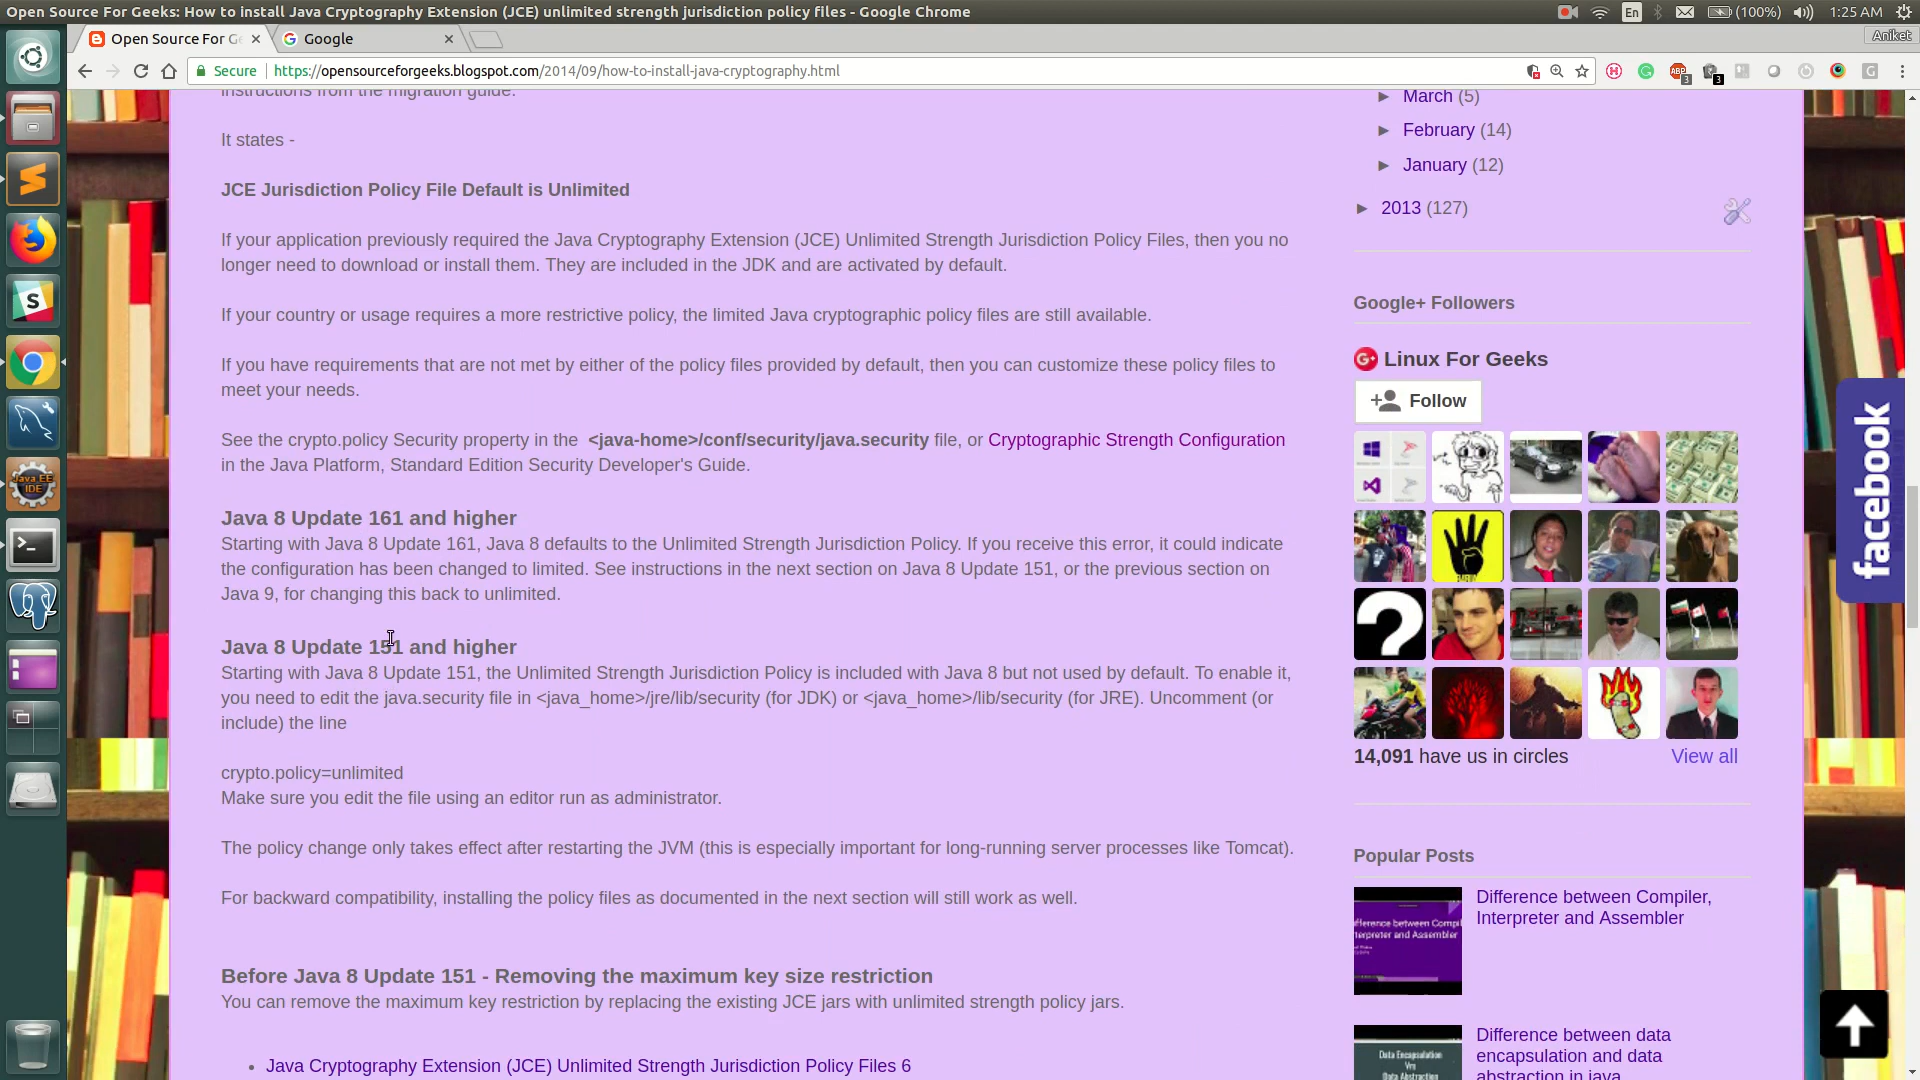 Open Source For Geeks: How to install Java Cryptography Extension (JCE) unlimited strength jurisdiction policy files - Google Chrome
En
(100%)
1:25 AM
Open Source For Ge
Google
Aniket
Secure
https://opensourceforgeeks.blogspot.com/2014/09/how-to-install-java-cryptography.html
instructions from the migration guide.
It states -
JCE Jurisdiction Policy File Default is Unlimited
If your application previously required the Java Cryptography Extension (JCE) Unlimited Strength Jurisdiction Policy Files, then you no
longer need to download or install them. They are included in the JDK and are activated by default.
If your country or usage requires a more restrictive policy, the limited Java cryptographic policy files are still available.
If you have requirements that are not met by either of the policy files provided by default, then you can customize these policy files to
meet your needs.
See the crypto.policy Security property in the <java-home>/conf/security/java.security file, or Cryptographic Strength Configuration
in the Java Platform, Standard Edition Security Developer's Guide.
Java 8 Update 161 and higher
Starting with Java 8 Update 161, Java 8 defaults to the Unlimited Strength Jurisdiction Policy. If you receive this error, it could indicate
the configuration has been changed to limited. See instructions in the next section on Java 8 Update 151, or the previous section on
Java 9, for changing this back to unlimited.
Java 8 Update 151 and higher
Starting with Java 8 Update 151, the Unlimited Strength Jurisdiction Policy is included with Java 8 but not used by default. To enable it,
you need to edit the java.security file in <java_home>/jre/lib/security (for JDK) or <java_home>/lib/security (for JRE). Uncomment (or
include) the line
crypto.policy=unlimited
Make sure you edit the file using an editor run as administrator.
The policy change only takes effect after restarting the JVM (this is especially important for long-running server processes like Tomcat).
For backward compatibility, installing the policy files as documented in the next section will still work as well.
Before Java 8 Update 151 - Removing the maximum key size restriction
You can remove the maximum key restriction by replacing the existing JCE jars with unlimited strength policy jars.
Java Cryptography Extension (JCE) Unlimited Strength Jurisdiction Policy Files 6
March (5)
February (14)
January (12)
2013 (127)
Google+ Followers
Linux For Geeks
Follow
14,091 have us in circles
View all
Popular Posts
Difference between Compiler,
Interpreter and Assembler
Difference between data
encapsulation and data
abstraction in java
facebook
Java EE
IDE
Data Encapsulation
Vs
Data Abstraction